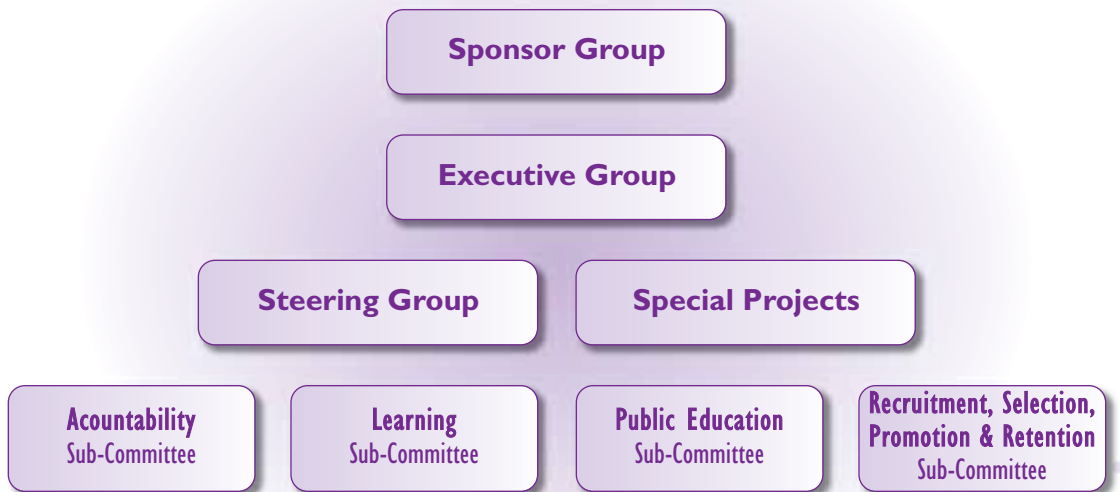 Sponsor Group
Executive Group
Steering Group
Special Projects
Acountability
Sub-Committee
Learning
Sub-Committee
Public Education
Sub-Committee
Recruitment, Selection,
Promotion & Retention
Sub-Committee